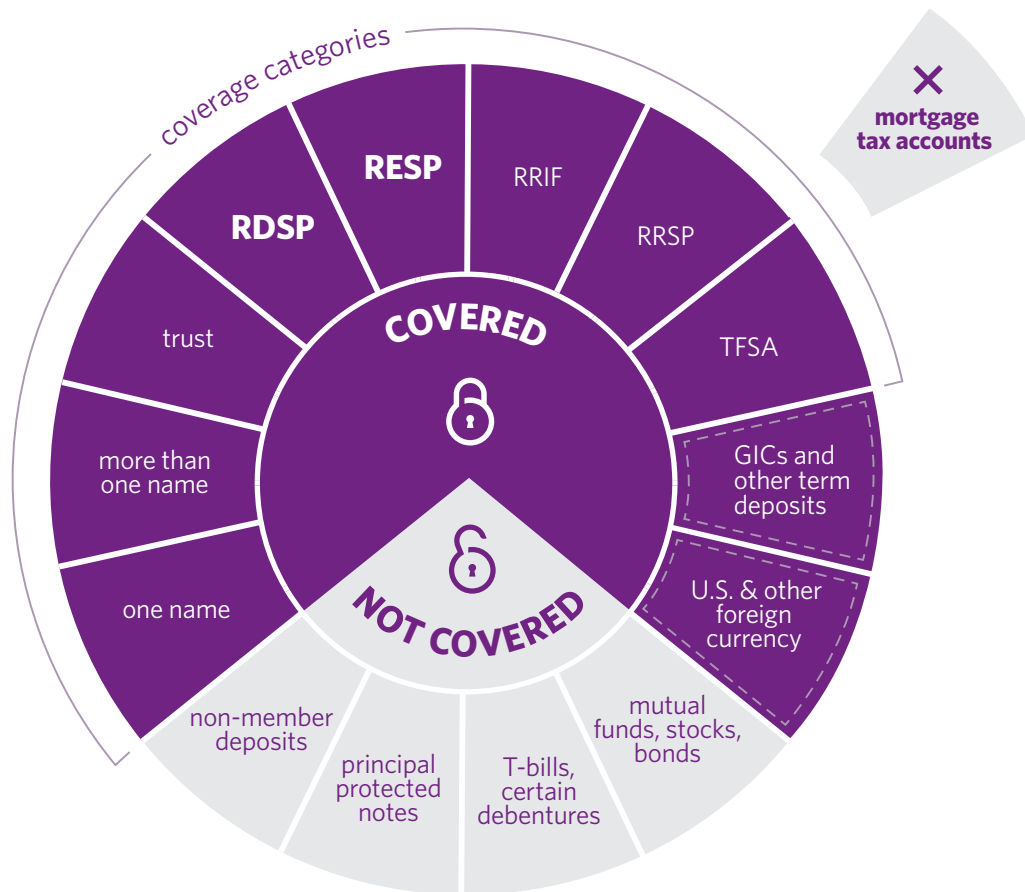 coverage categories
mortgage
tax accounts
RESP
RRIF
RDSP
RRSP
trust
TFSA
COVERED
more than
one name
GICs and
other term
deposits
one name
U.S. & other
foreign
currency
NOT COVERED
non-member
deposits
principal
protected
notes
T-bills,
certain
debentures
mutual
funds, stocks,
bonds